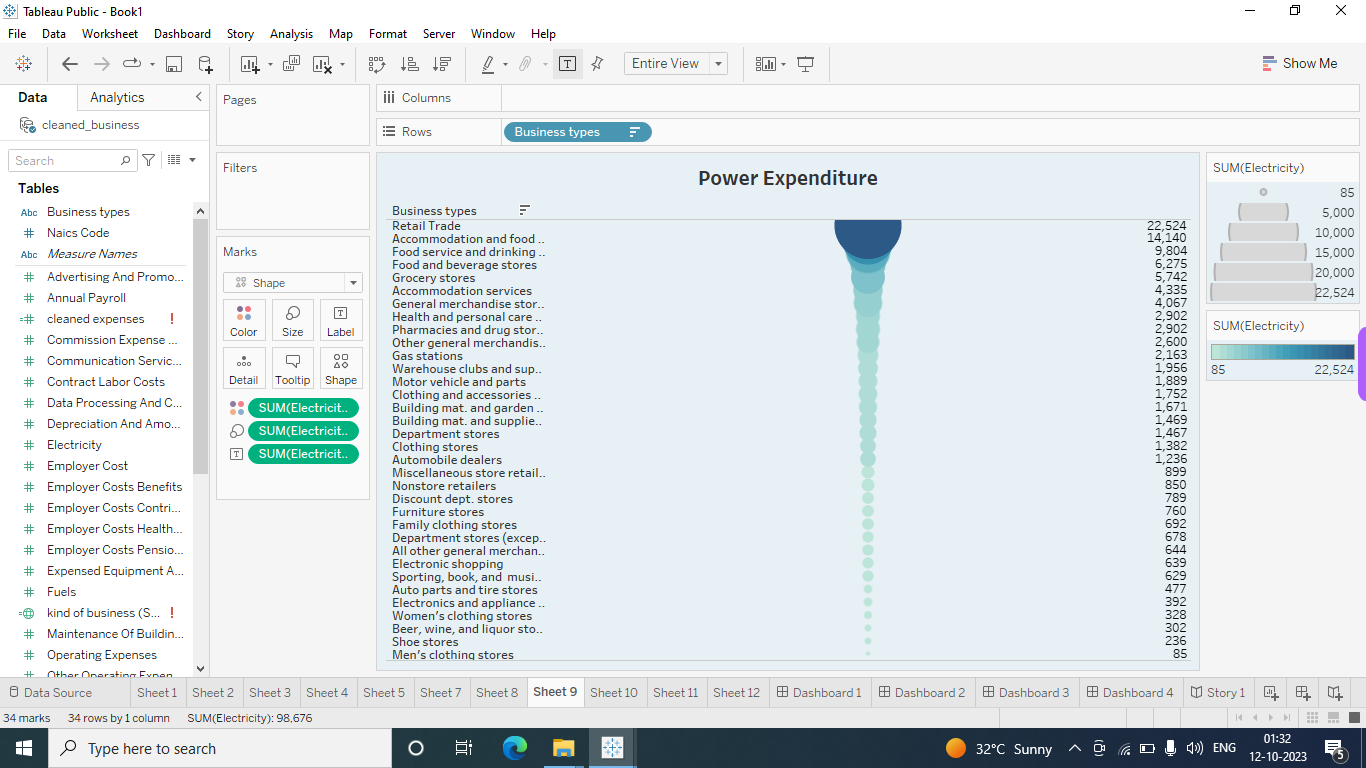 Tableau Public - Book1
File Data Worksheet Dashboard Story Analysis Map Format Server Window Help
Entire View
Show Me
Data Analytics
cleaned_business
Search
Tables
Abc Business types
# Naics Code
Abc Measure Names
# Advertising And Promo...
# Annual Payroll
=# cleaned expenses !
# Commission Expense ...
# Communication Servic...
# Contract Labor Costs
# Data Processing And C...
# Depreciation And Amo...
# Electricity
# Employer Cost
# Employer Costs Benefits
# Employer Costs Contri...
# Employer Costs Health...
# Employer Costs Pensio...
# Expensed Equipment A...
# Fuels
kind of business (S... !
# Maintenance Of Buildin...
# Operating Expenses
# Other Operating Expen...
Pages
Filters
Marks
Shape
Color Size Label
Detail Tooltip Shape
SUM(Electricit..
SUM(Electricit..
SUM(Electricit..
Columns
Rows Business types
Power Expenditure
Business types
Retail Trade 22,524
Accommodation and food .. 14,140
Food service and drinking .. 9,804
Food and beverage stores 6,275
Grocery stores 5,742
Accommodation services 4,335
General merchandise stor.. 4,067
Health and personal care .. 2,902
Pharmacies and drug stor.. 2,902
Other general merchandis.. 2,600
Gas stations 2,163
Warehouse clubs and sup.. 1,956
Motor vehicle and parts 1,889
Clothing and accessories .. 1,752
Building mat. and garden .. 1,671
Building mat. and supplie.. 1,469
Department stores 1,467
Clothing stores 1,382
Automobile dealers 1,236
Miscellaneous store retail.. 899
Nonstore retailers 850
Discount dept. stores 789
Furniture stores 760
Family clothing stores 692
Department stores (excep.. 678
All other general merchan.. 644
Electronic shopping 639
Sporting, book, and musi.. 629
Auto parts and tire stores 477
Electronics and appliance .. 392
Women's clothing stores 328
Beer, wine, and liquor sto.. 302
Shoe stores 236
Men's clothing stores 85
SUM(Electricity)
85
5,000
10,000
15,000
20,000
22,524
SUM(Electricity)
85 22,524
Data Source Sheet 1 Sheet 2 Sheet 3 Sheet 4 Sheet 5 Sheet 7 Sheet 8 Sheet 9 Sheet 10 Sheet 11 Sheet 12 Dashboard 1 Dashboard 2 Dashboard 3 Dashboard 4 Story 1
34 marks 34 rows by 1 column SUM(Electricity): 98,676
Type here to search
32°C Sunny
ENG
01:32
12-10-2023
5